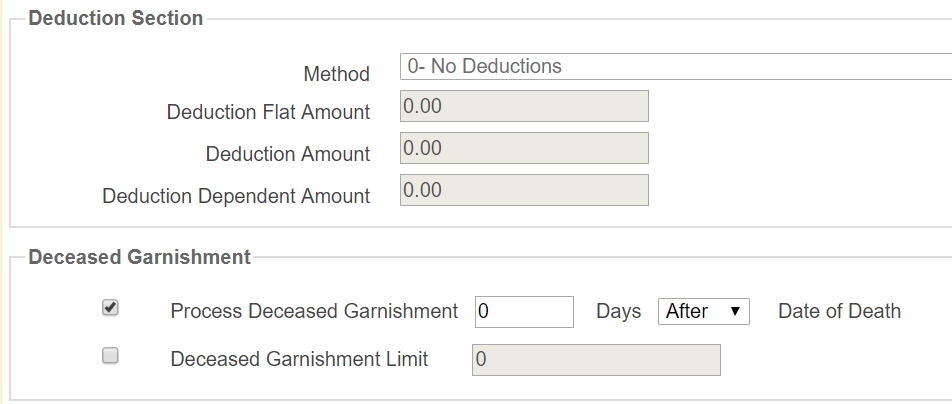 Deduction Section
Method 0- No Deductions
Deduction Flat Amount 0.00
Deduction Amount 0.00
Deduction Dependent Amount 0.00
Deceased Garnishment
Process Deceased Garnishment 0 Days After Date of Death
Deceased Garnishment Limit 0